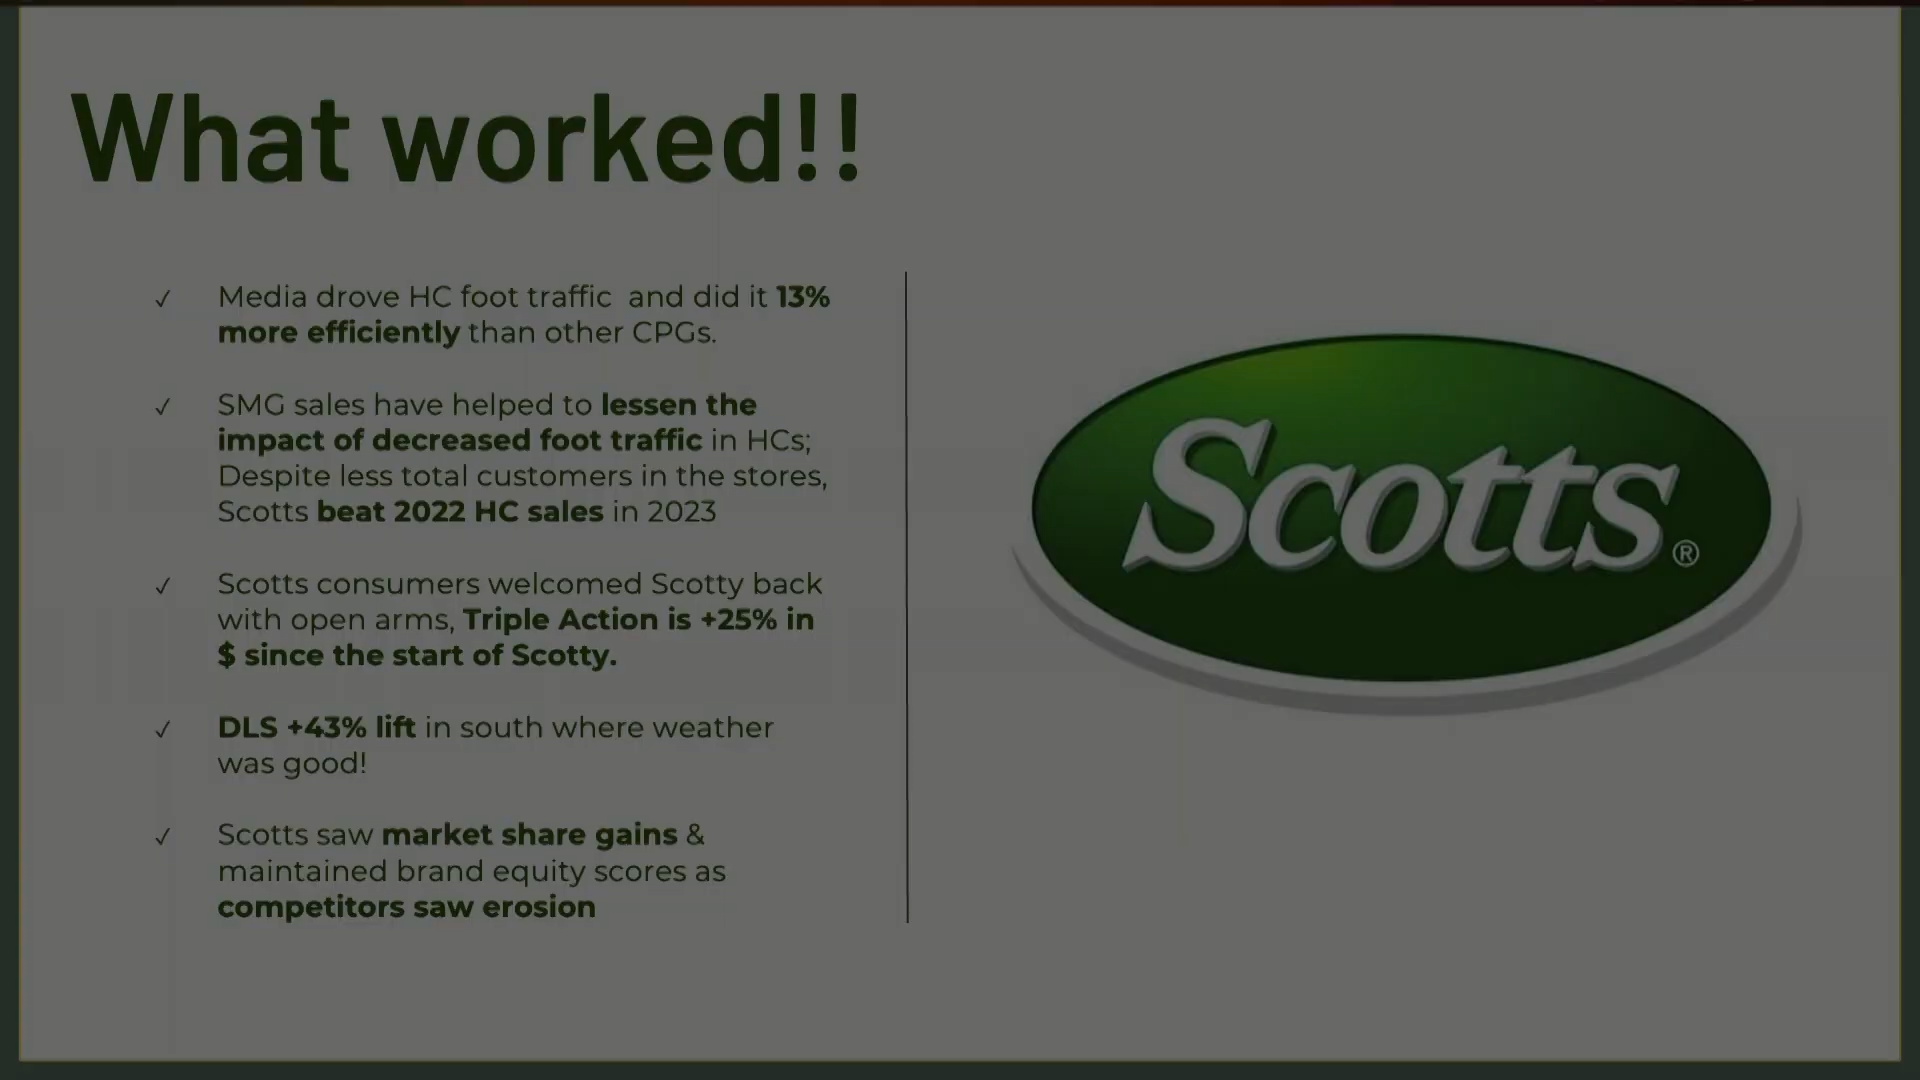 What worked!!
✓ Media drove HC foot traffic and did it 13%
more efficiently than other CPGs.
✓ SMG sales have helped to lessen the
impact of decreased foot traffic in HCs;
Despite less total customers in the stores,
Scotts beat 2022 HC sales in 2023
✓ Scotts consumers welcomed Scotty back
with open arms, Triple Action is +25% in
$ since the start of Scotty.
✓ DLS +43% lift in south where weather
was good!
✓ Scotts saw market share gains &
maintained brand equity scores as
competitors saw erosion
Scotts®